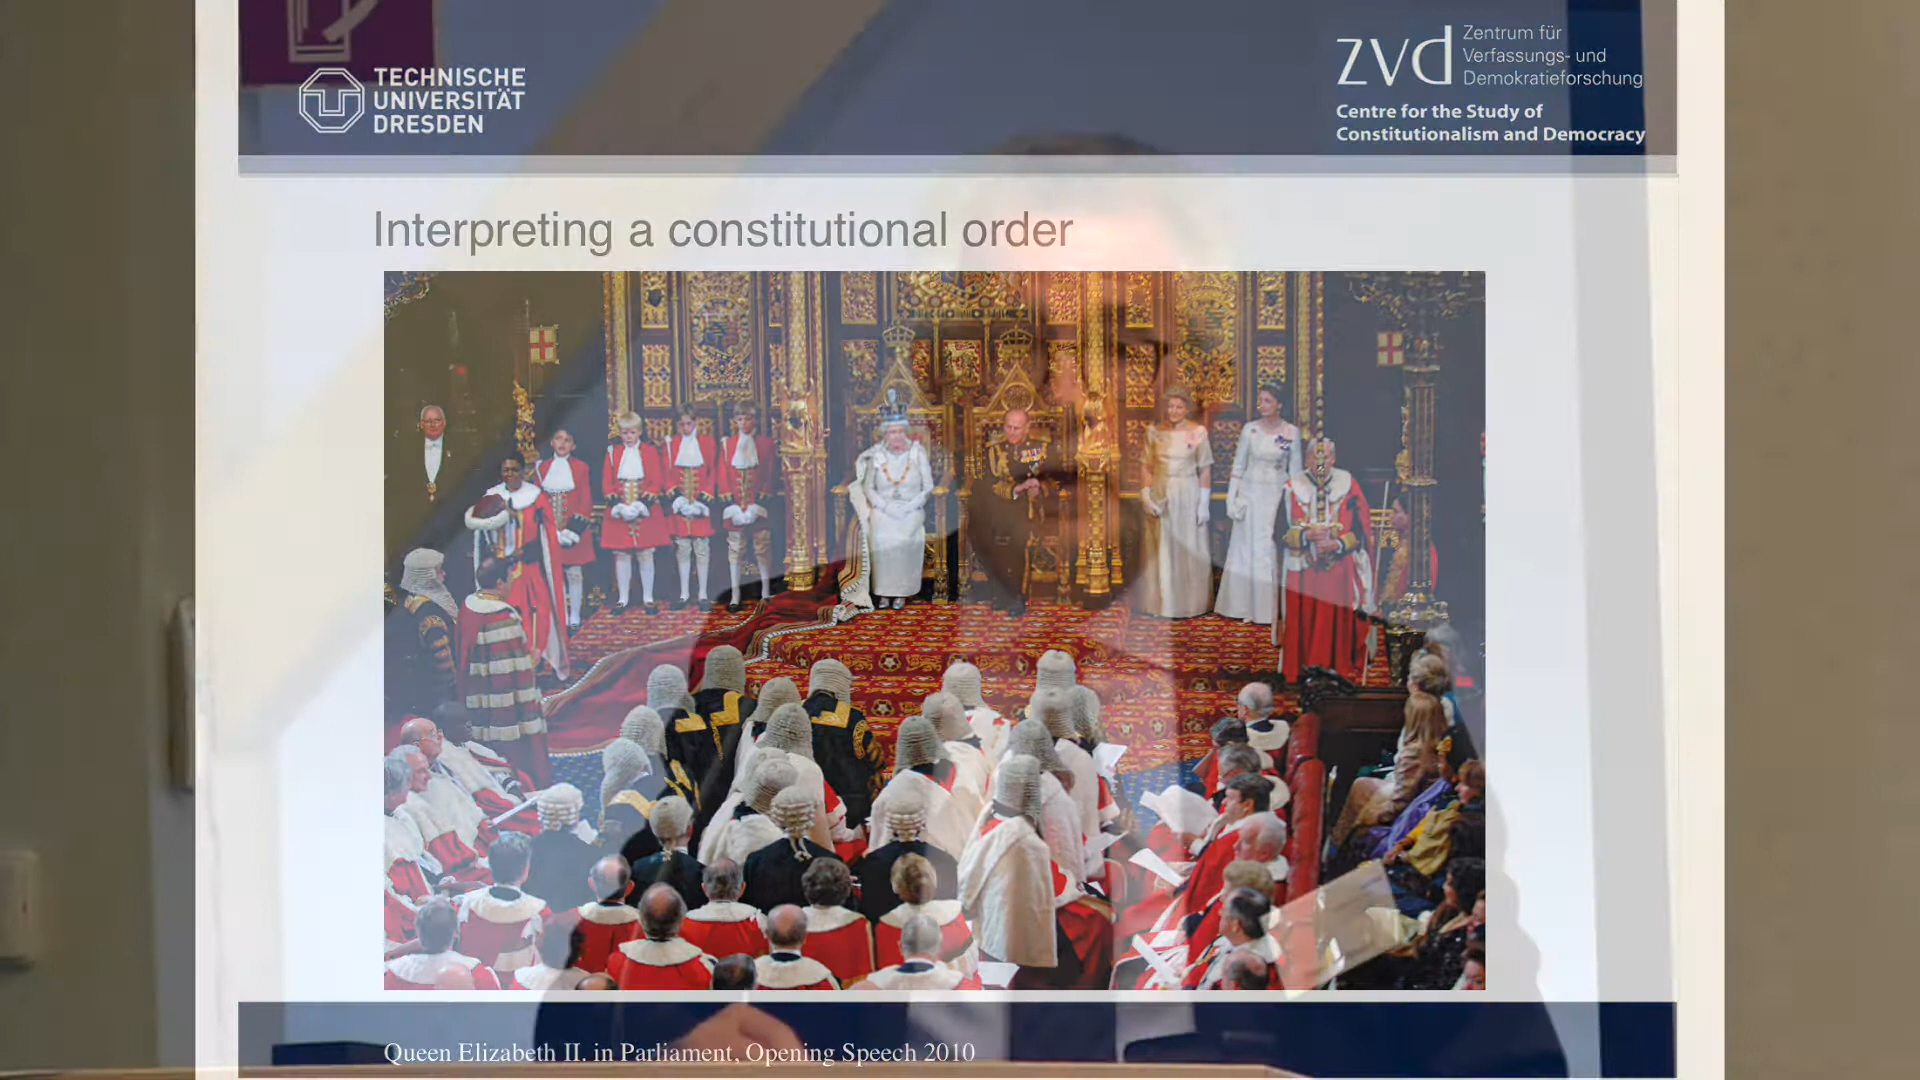 TECHNISCHE
UNIVERSITÄT
DRESDEN
zvd
Zentrum für
Verfassungs- und
Demokratieforschung
Centre for the Study of
Constitutionalism and Democracy
Interpreting a constitutional order
Queen Elizabeth II. in Parliament, Opening Speech 2010